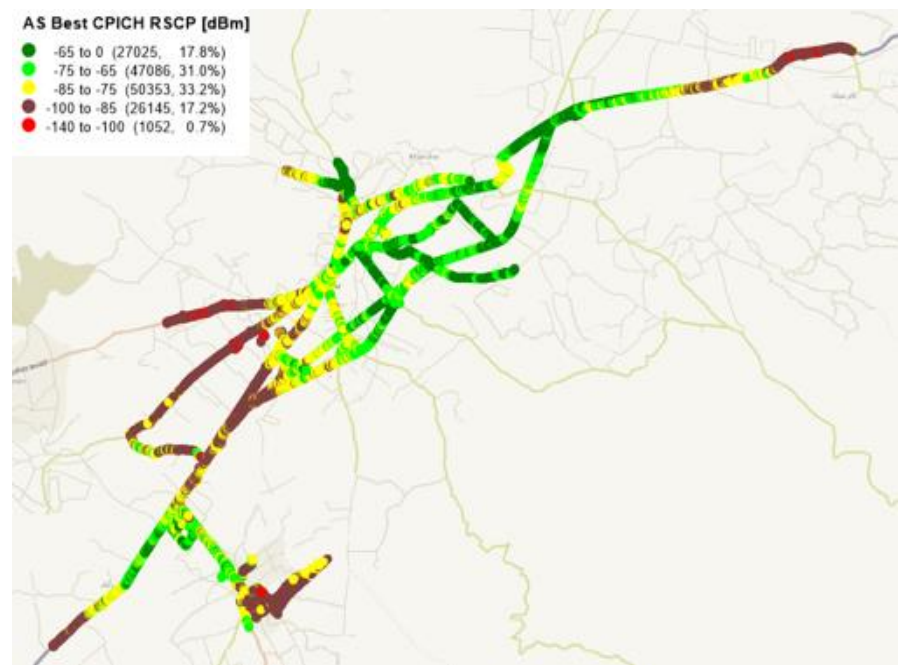 AS Best CPICH RSCP [dBm]
-65 to 0 (27025, 17.8%)
-75 to -65 (47086, 31.0%)
-85 to -75 (50353, 33.2%)
-100 to -85 (26145, 17.2%)
-140 to -100 (1052, 0.7%)